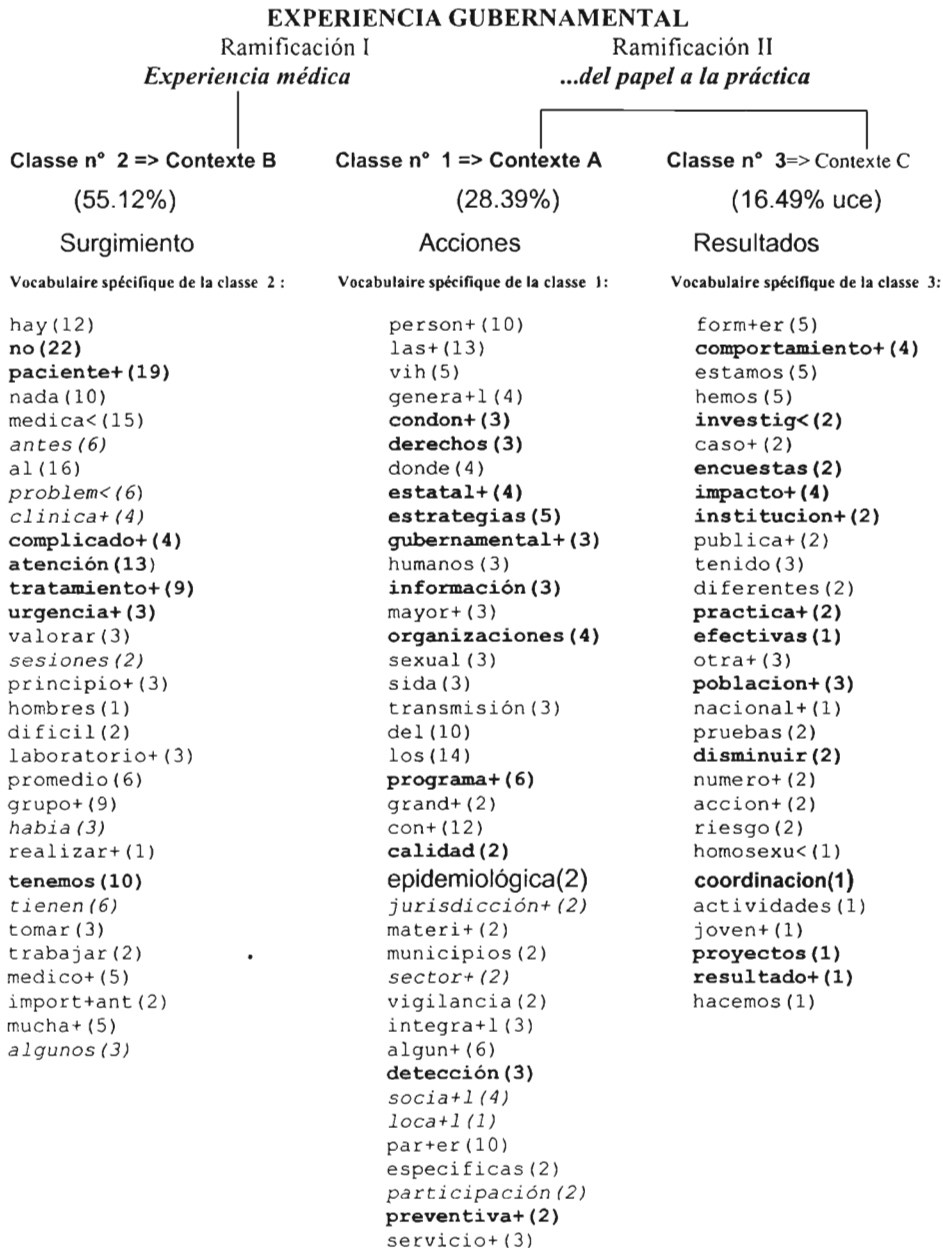 EXPERIENCIA GUBERNAMENTAL
Ramificación I
Experiencia médica
Ramificación II
...del papel a la práctica
Classe n° 2 => Contexte B
(55.12%)
Surgimiento
Vocabulaire spécifique de la classe 2 :
hay(12)
no(22)
paciente+(19)
nada(10)
medica<(15)
antes(6)
al(16)
problem<(6)
clinica+(4)
complicado+(4)
atención(13)
tratamiento+(9)
urgencia+(3)
valorar(3)
sesiones(2)
principio+(3)
hombres(1)
dificil(2)
laboratorio+(3)
promedio(6)
grupo+(9)
habia(3)
realizar+(1)
tenemos(10)
tienen(6)
tomar(3)
trabajar(2)
medico+(5)
import+ant(2)
mucha+(5)
algunos(3)
Classe n° 1 => Contexte A
(28.39%)
Acciones
Vocabulaire spécifique de la classe 1:
person+(10)
las+(13)
vih(5)
genera+l(4)
condon+(3)
derechos(3)
donde(4)
estatal+(4)
estrategias(5)
gubernamental+(3)
humanos(3)
información(3)
mayor+(3)
organizaciones(4)
sexual(3)
sida(3)
transmisión(3)
del(10)
los(14)
programa+(6)
grand+(2)
con+(12)
calidad(2)
epidemiológica(2)
jurisdicción+(2)
materi+(2)
municipios(2)
sector+(2)
vigilancia(2)
integra+l(3)
algun+(6)
detección(3)
socia+l(4)
loca+l(1)
par+er(10)
especificas(2)
participación(2)
preventiva+(2)
servicio+(3)
Classe n° 3=> Contexte C
(16.49% uce)
Resultados
Vocabulaire spécifique de la classe 3:
form+er(5)
comportamiento+(4)
estamos(5)
hemos(5)
investig<(2)
caso+(2)
encuestas(2)
impacto+(4)
institucion+(2)
publica+(2)
tenido(3)
diferentes(2)
practica+(2)
efectivas(1)
otra+(3)
poblacion+(3)
nacional+(1)
pruebas(2)
disminuir(2)
numero+(2)
accion+(2)
riesgo(2)
homosexu<(1)
coordinacion(1)
actividades(1)
joven+(1)
proyectos(1)
resultado+(1)
hacemos(1)